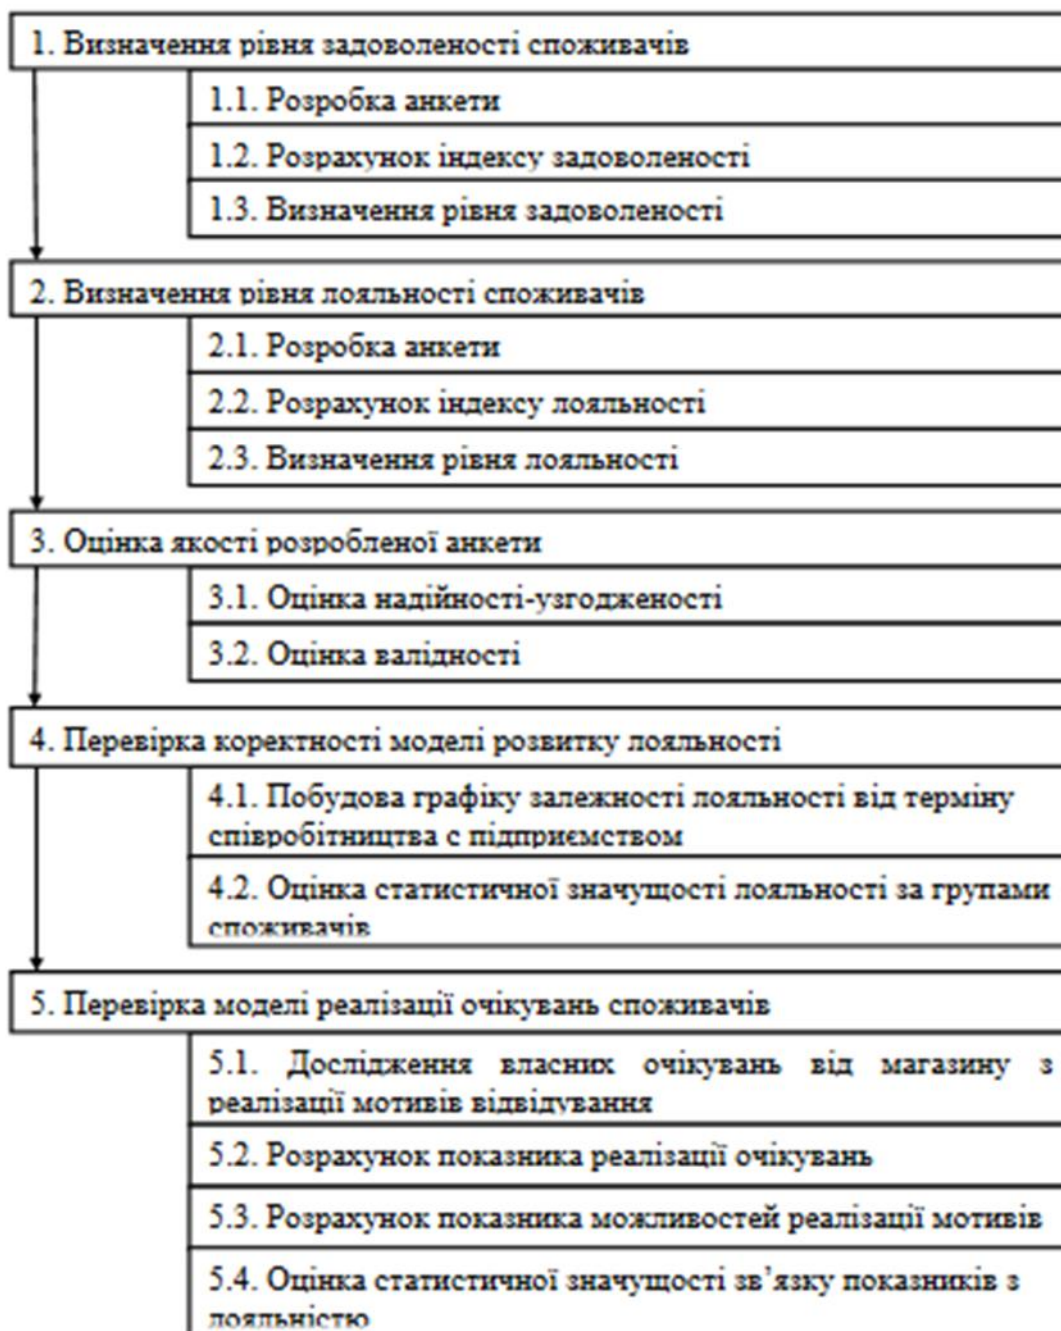 1. Визначення рівня задоволеності споживачів
1.1. Розробка анкети
1.2. Розрахунок індексу задоволеності
1.3. Визначення рівня задоволеності
2. Визначення рівня лояльності споживачів
2.1. Розробка анкети
2.2. Розрахунок індексу лояльності
2.3. Визначення рівня лояльності
3. Оцінка якості розробленої анкети
3.1. Оцінка надійності-узгодженості
3.2. Оцінка валідності
4. Перевірка коректності моделі розвитку лояльності
4.1. Побудова графіку залежності лояльності від терміну
співробітництва с підприємством
4.2. Оцінка статистичної значущості лояльності за групами
споживачів
5. Перевірка моделі реалізації очікувань споживачів
5.1. Дослідження власних очікувань від магазину з
реалізації мотивів відвідування
5.2. Розрахунок показника реалізації очікувань
5.3. Розрахунок показника можливостей реалізації мотивів
5.4. Оцінка статистичної значущості зв’язку показників з
лояльністю